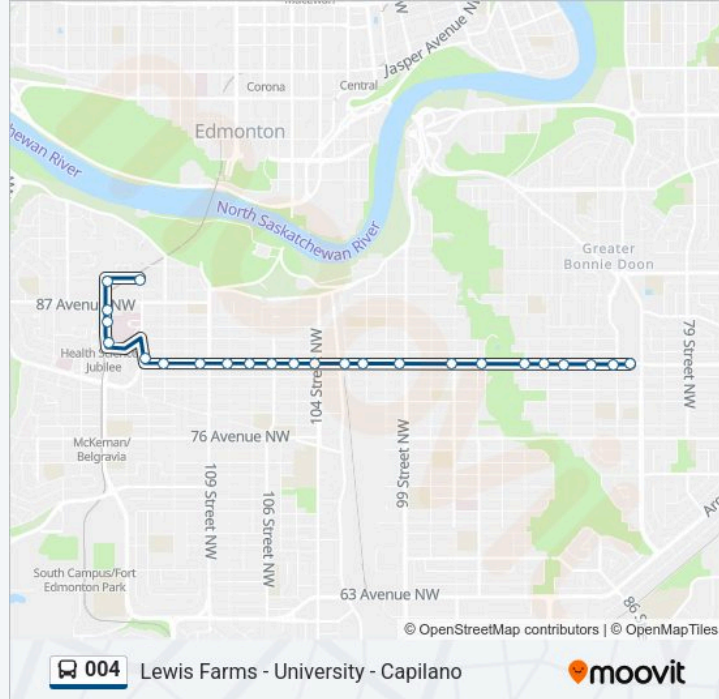 Jasper Avenue NW
Corona
Central
Edmonton
hewan River
North Saskatchewan River
Greater
Bonnie Doon
87 Avenue NW
79 Street NW
Health Sciences
Jubilee
104 Street NW
McKernan/
Belgravia
76 Avenue NW
99 Street NW
109 Street NW
106 Street NW
South Campus/Fort
Edmonton Park
63 Avenue NW
© OpenStreetMap contributors | © OpenMapTiles
004 Lewis Farms - University - Capilano
moovit